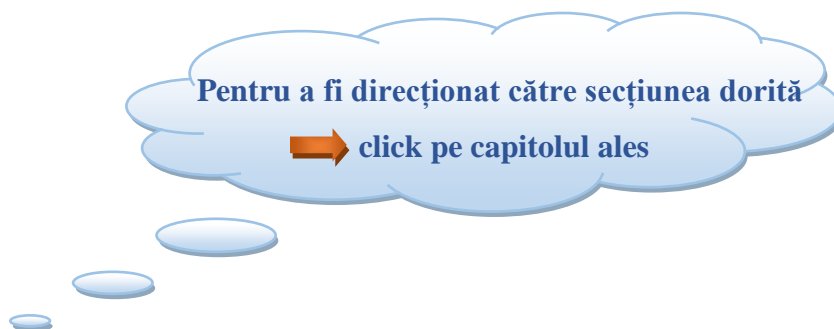 Pentru a fi direcționat către secțiunea dorită
click pe capitolul ales